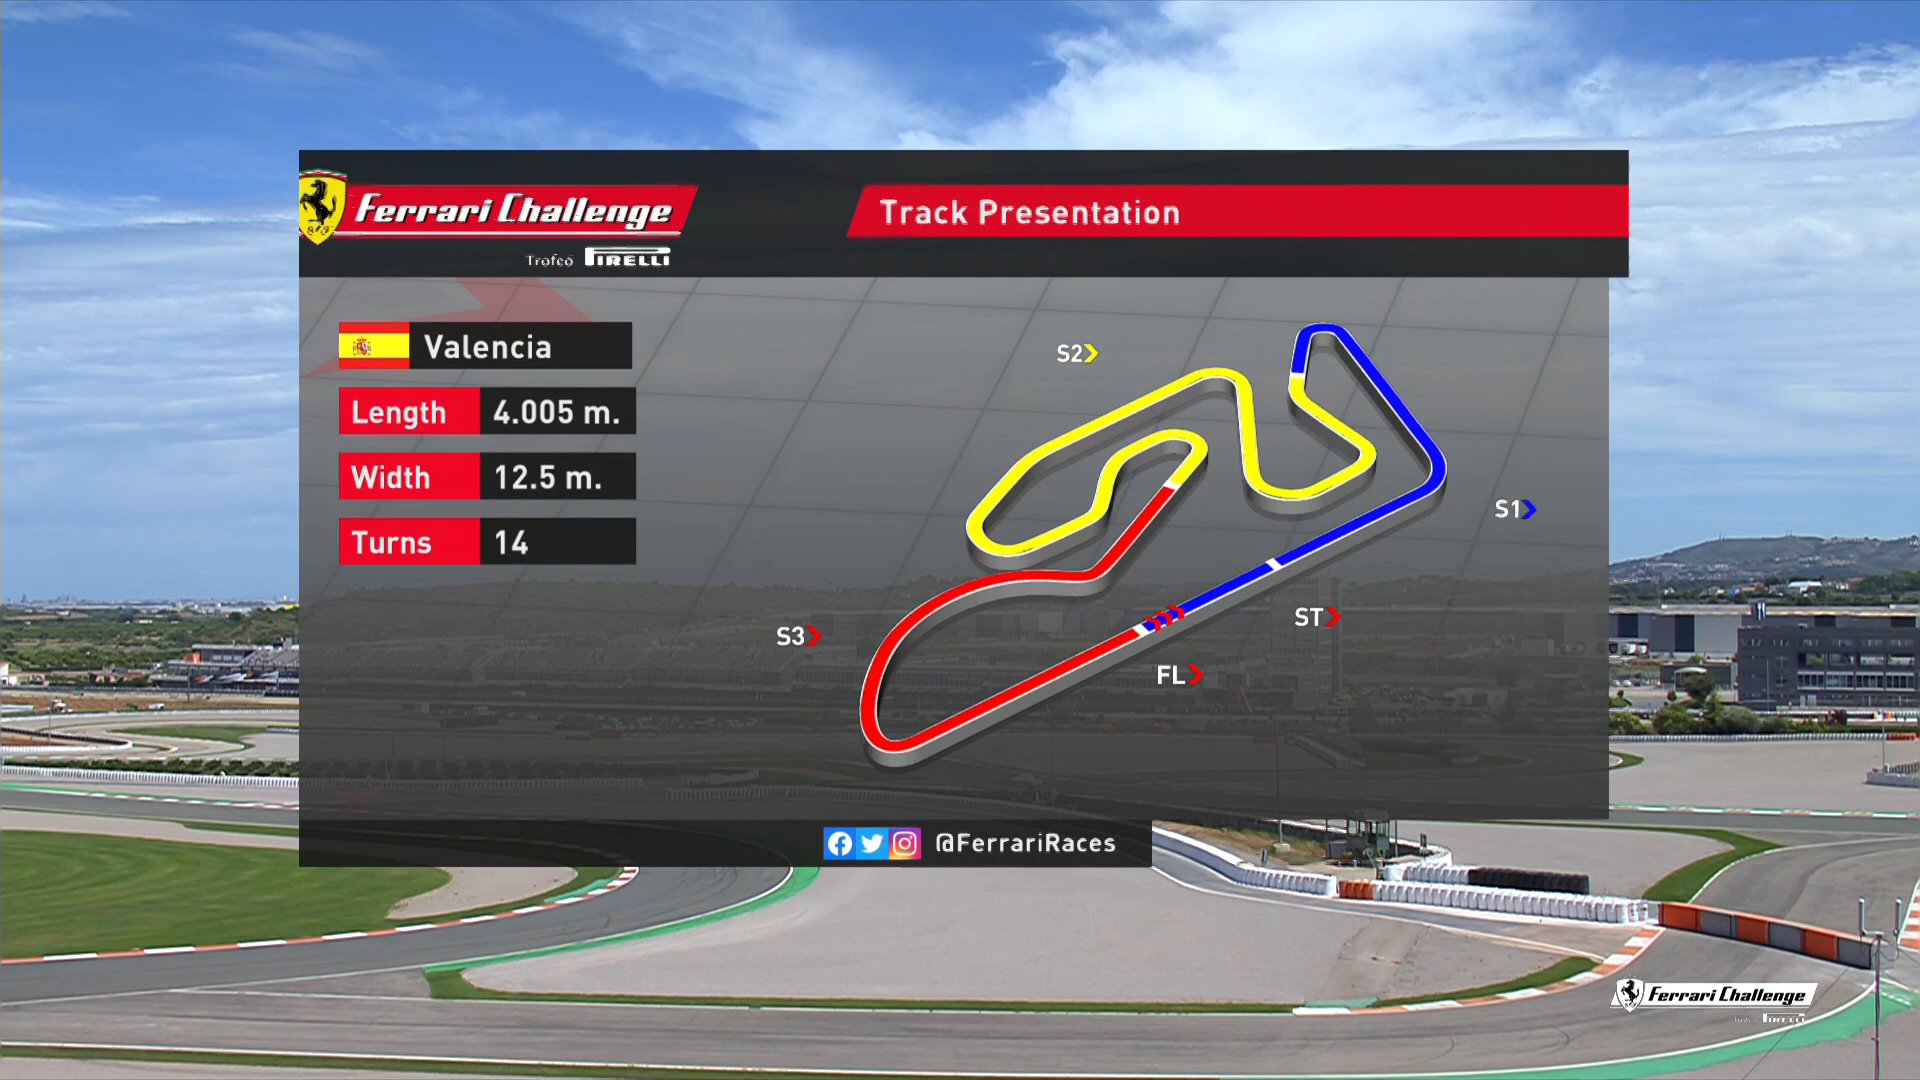 Ferrari Challenge
Trofeo PIRELLI
Track Presentation
Valencia
Length 4.005 m.
Width 12.5 m.
Turns 14
S2
S1
ST
S3
FL
@FerrariRaces
Ferrari Challenge
PIRELLI